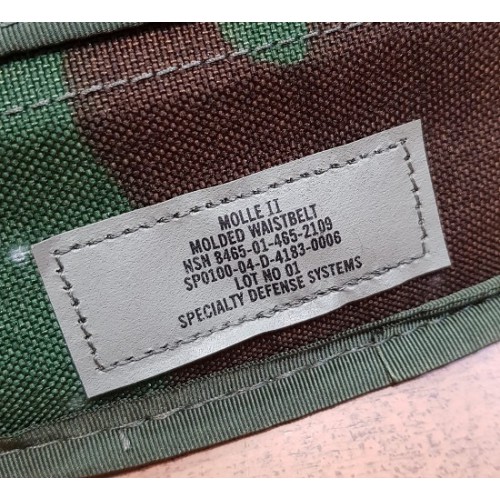 MOLLE II
MOLDED WAISTBELT
NSN 8465-01-465-2109
SP0100-04-D-4183-0006
LOT NO 01
SPECIALTY DEFENSE SYSTEMS